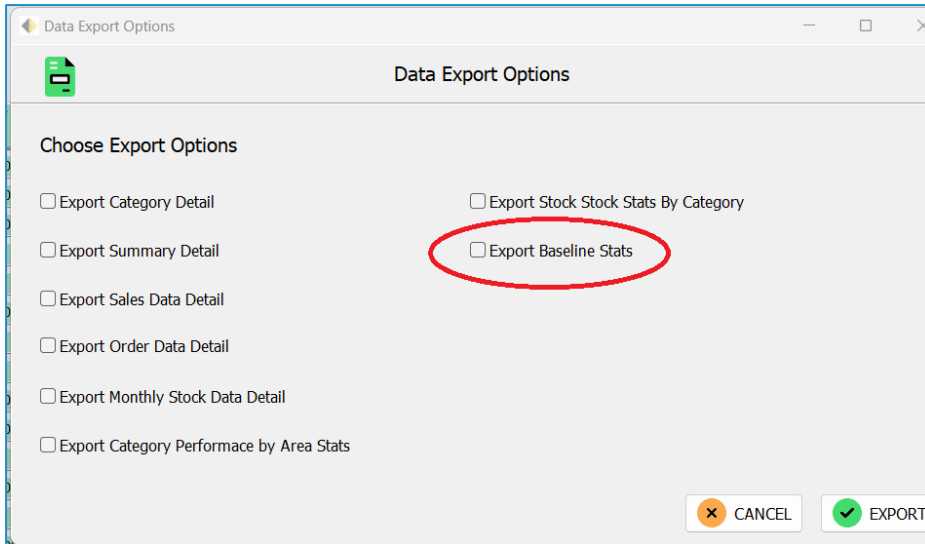 Data Export Options
Data Export Options
Choose Export Options
Export Category Detail
Export Stock Stock Stats By Category
Export Summary Detail
Export Baseline Stats
Export Sales Data Detail
Export Order Data Detail
Export Monthly Stock Data Detail
Export Category Performace by Area Stats
CANCEL
EXPORT